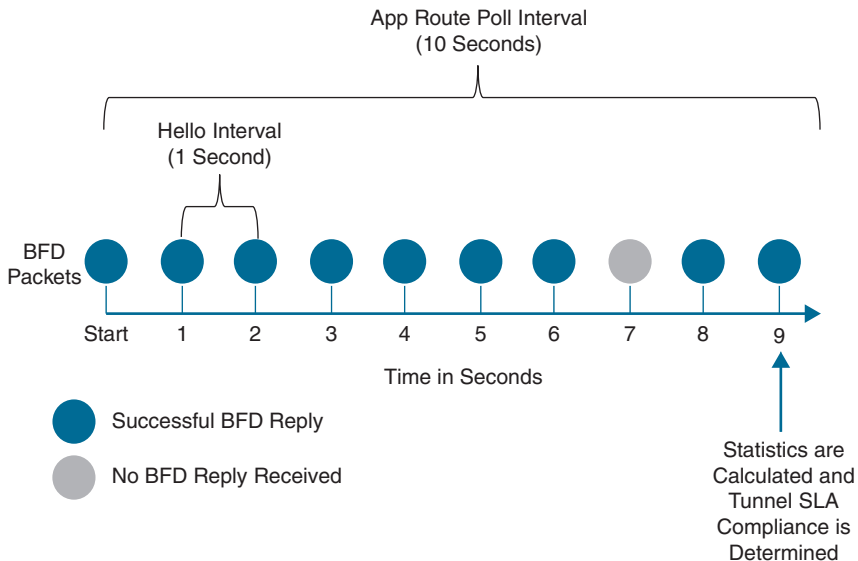 App Route Poll Interval
(10 Seconds)
Hello Interval
(1 Second)
BFD
Packets
Start 1 2 3 4 5 6 7 8 9
Time in Seconds
Successful BFD Reply
No BFD Reply Received
Statistics are
Calculated and
Tunnel SLA
Compliance is
Determined